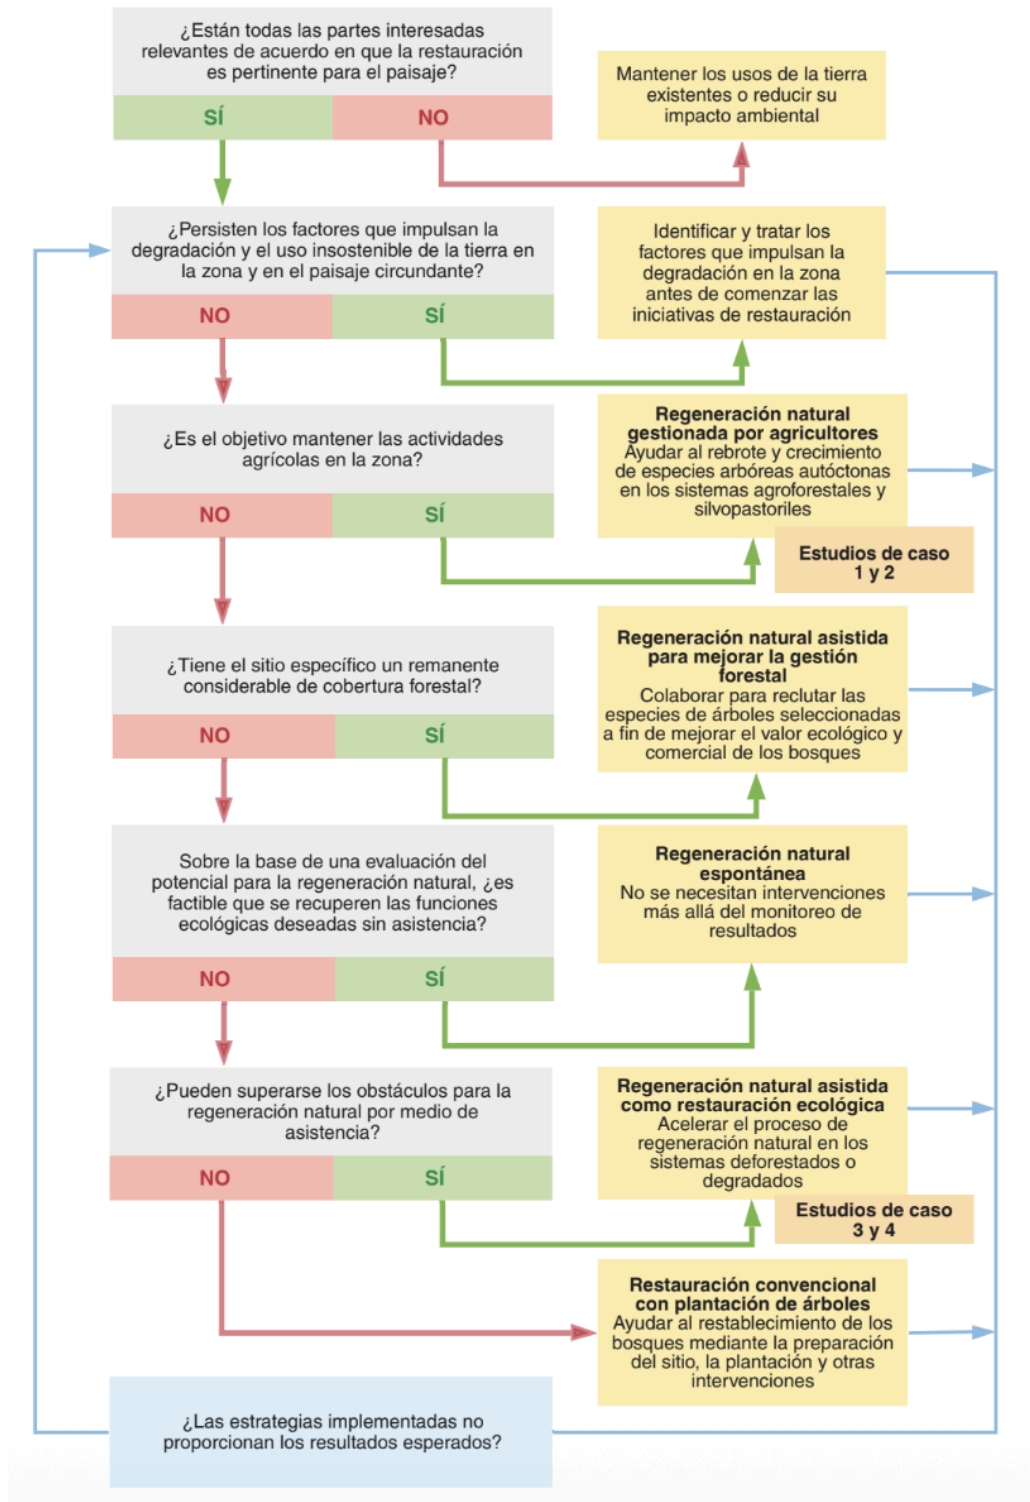 ¿Están todas las partes interesadas
relevantes de acuerdo en que la restauración
es pertinente para el paisaje?
SÍ
NO
Mantener los usos de la tierra
existentes o reducir su
impacto ambiental
¿Persisten los factores que impulsan la
degradación y el uso insostenible de la tierra en
la zona y en el paisaje circundante?
NO
SÍ
Identificar y tratar los
factores que impulsan la
degradación en la zona
antes de comenzar las
iniciativas de restauración
¿Es el objetivo mantener las actividades
agrícolas en la zona?
NO
SÍ
Regeneración natural
gestionada por agricultores
Ayudar al rebrote y crecimiento
de especies arbóreas autóctonas
en los sistemas agroforestales y
silvopastoriles
Estudios de caso
1 y 2
¿Tiene el sitio específico un remanente
considerable de cobertura forestal?
NO
SÍ
Regeneración natural asistida
para mejorar la gestión
forestal
Colaborar para reclutar las
especies de árboles seleccionadas
a fin de mejorar el valor ecológico y
comercial de los bosques
Sobre la base de una evaluación del
potencial para la regeneración natural, ¿es
factible que se recuperen las funciones
ecológicas deseadas sin asistencia?
NO
SÍ
Regeneración natural
espontánea
No se necesitan intervenciones
más allá del monitoreo de
resultados
¿Pueden superarse los obstáculos para la
regeneración natural por medio de
asistencia?
NO
SÍ
Regeneración natural asistida
como restauración ecológica
Acelerar el proceso de
regeneración natural en los
sistemas deforestados o
degradados
Estudios de caso
3 y 4
Restauración convencional
con plantación de árboles
Ayudar al restablecimiento de los
bosques mediante la preparación
del sitio, la plantación y otras
intervenciones
¿Las estrategias implementadas no
proporcionan los resultados esperados?